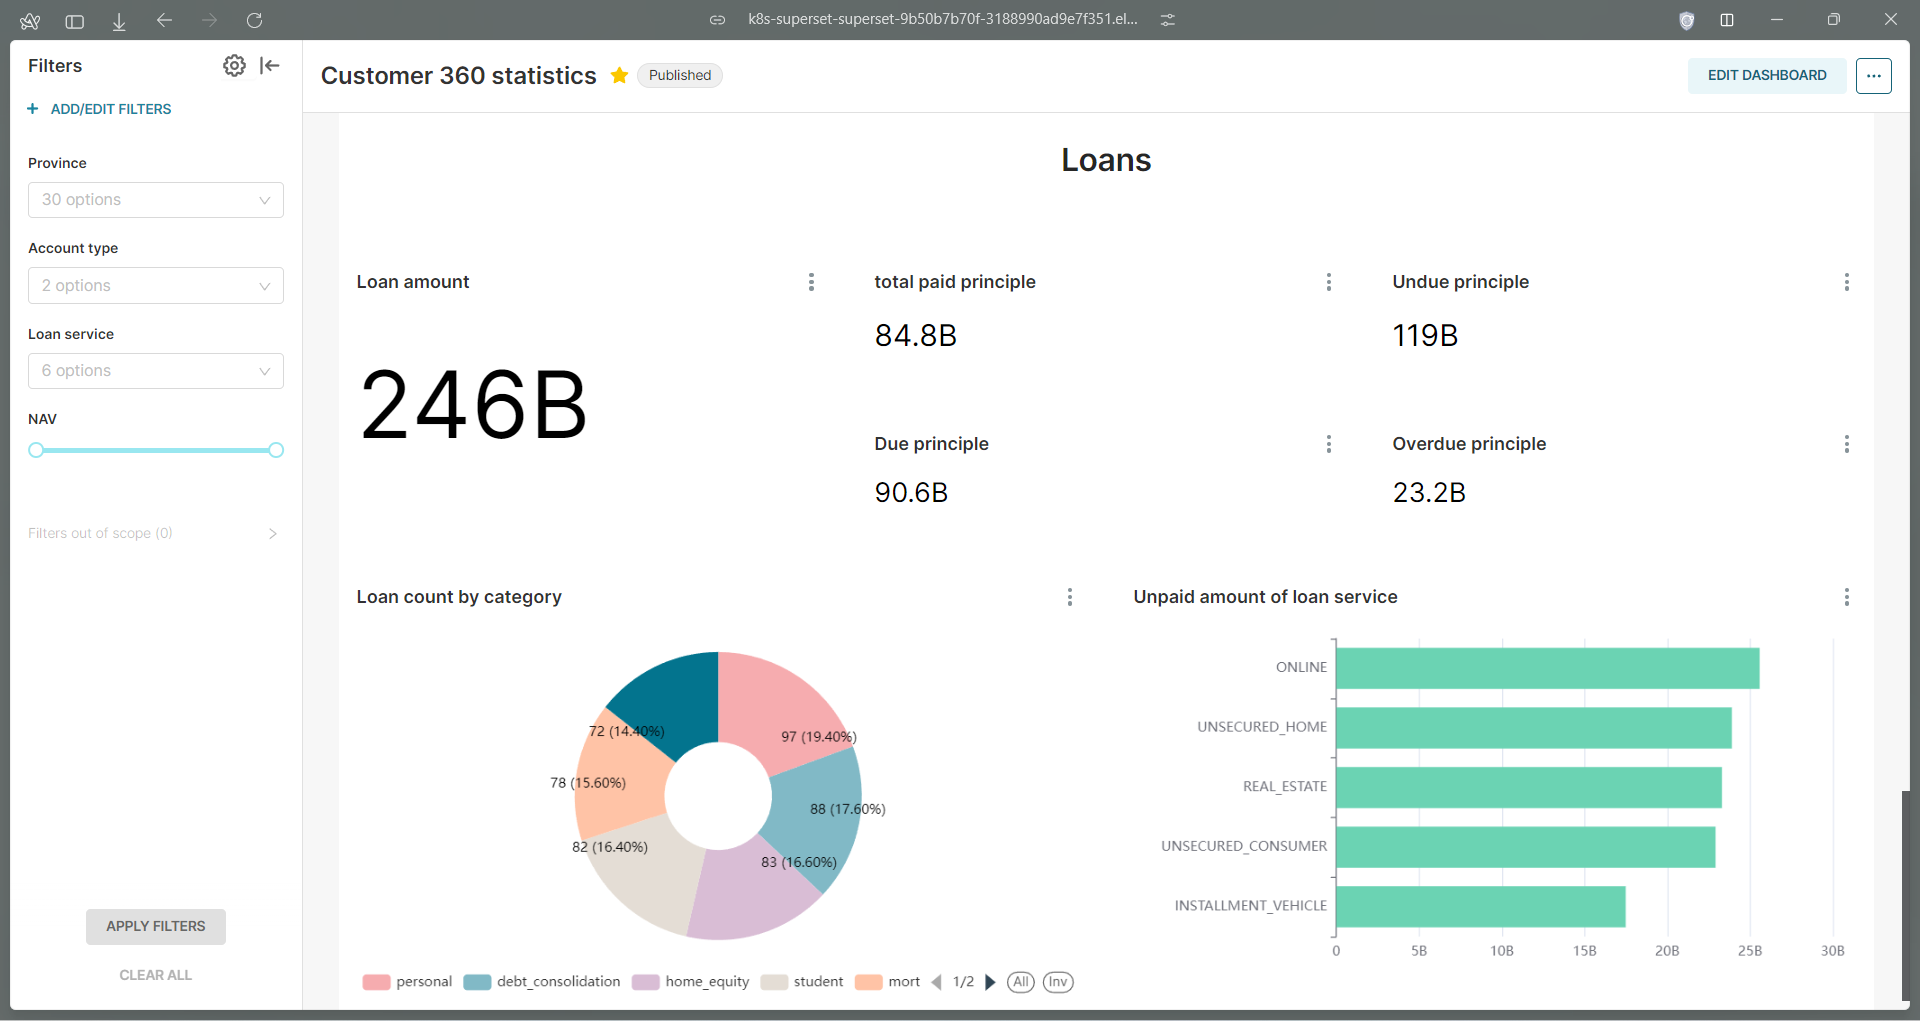 k8s-superset-superset-9b50b7b70f-3188990ad9e7f351.el...
Filters
+ ADD/EDIT FILTERS
Province
30 options
Account type
2 options
Loan service
6 options
NAV
Filters out of scope (0)
APPLY FILTERS
CLEAR ALL
Customer 360 statistics
Published
EDIT DASHBOARD
...
Loans
Loan amount
246B
total paid principle
84.8B
Undue principle
119B
Due principle
90.6B
Overdue principle
23.2B
Loan count by category
72 (14.40%)
97 (19.40%)
78 (15.60%)
88 (17.60%)
82 (16.40%)
83 (16.60%)
personal
debt_consolidation
home_equity
student
mort
1/2
All
Inv
Unpaid amount of loan service
ONLINE
UNSECURED_HOME
REAL_ESTATE
UNSECURED_CONSUMER
INSTALLMENT_VEHICLE
0 5B 10B 15B 20B 25B 30B